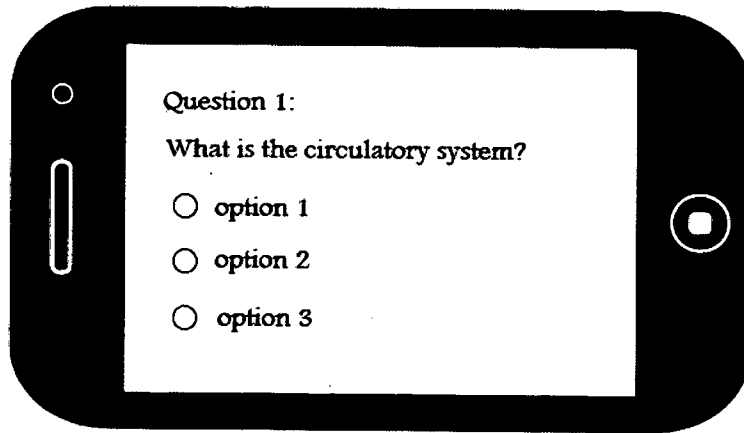 Question 1:
What is the circulatory system?
option 1
option 2
option 3